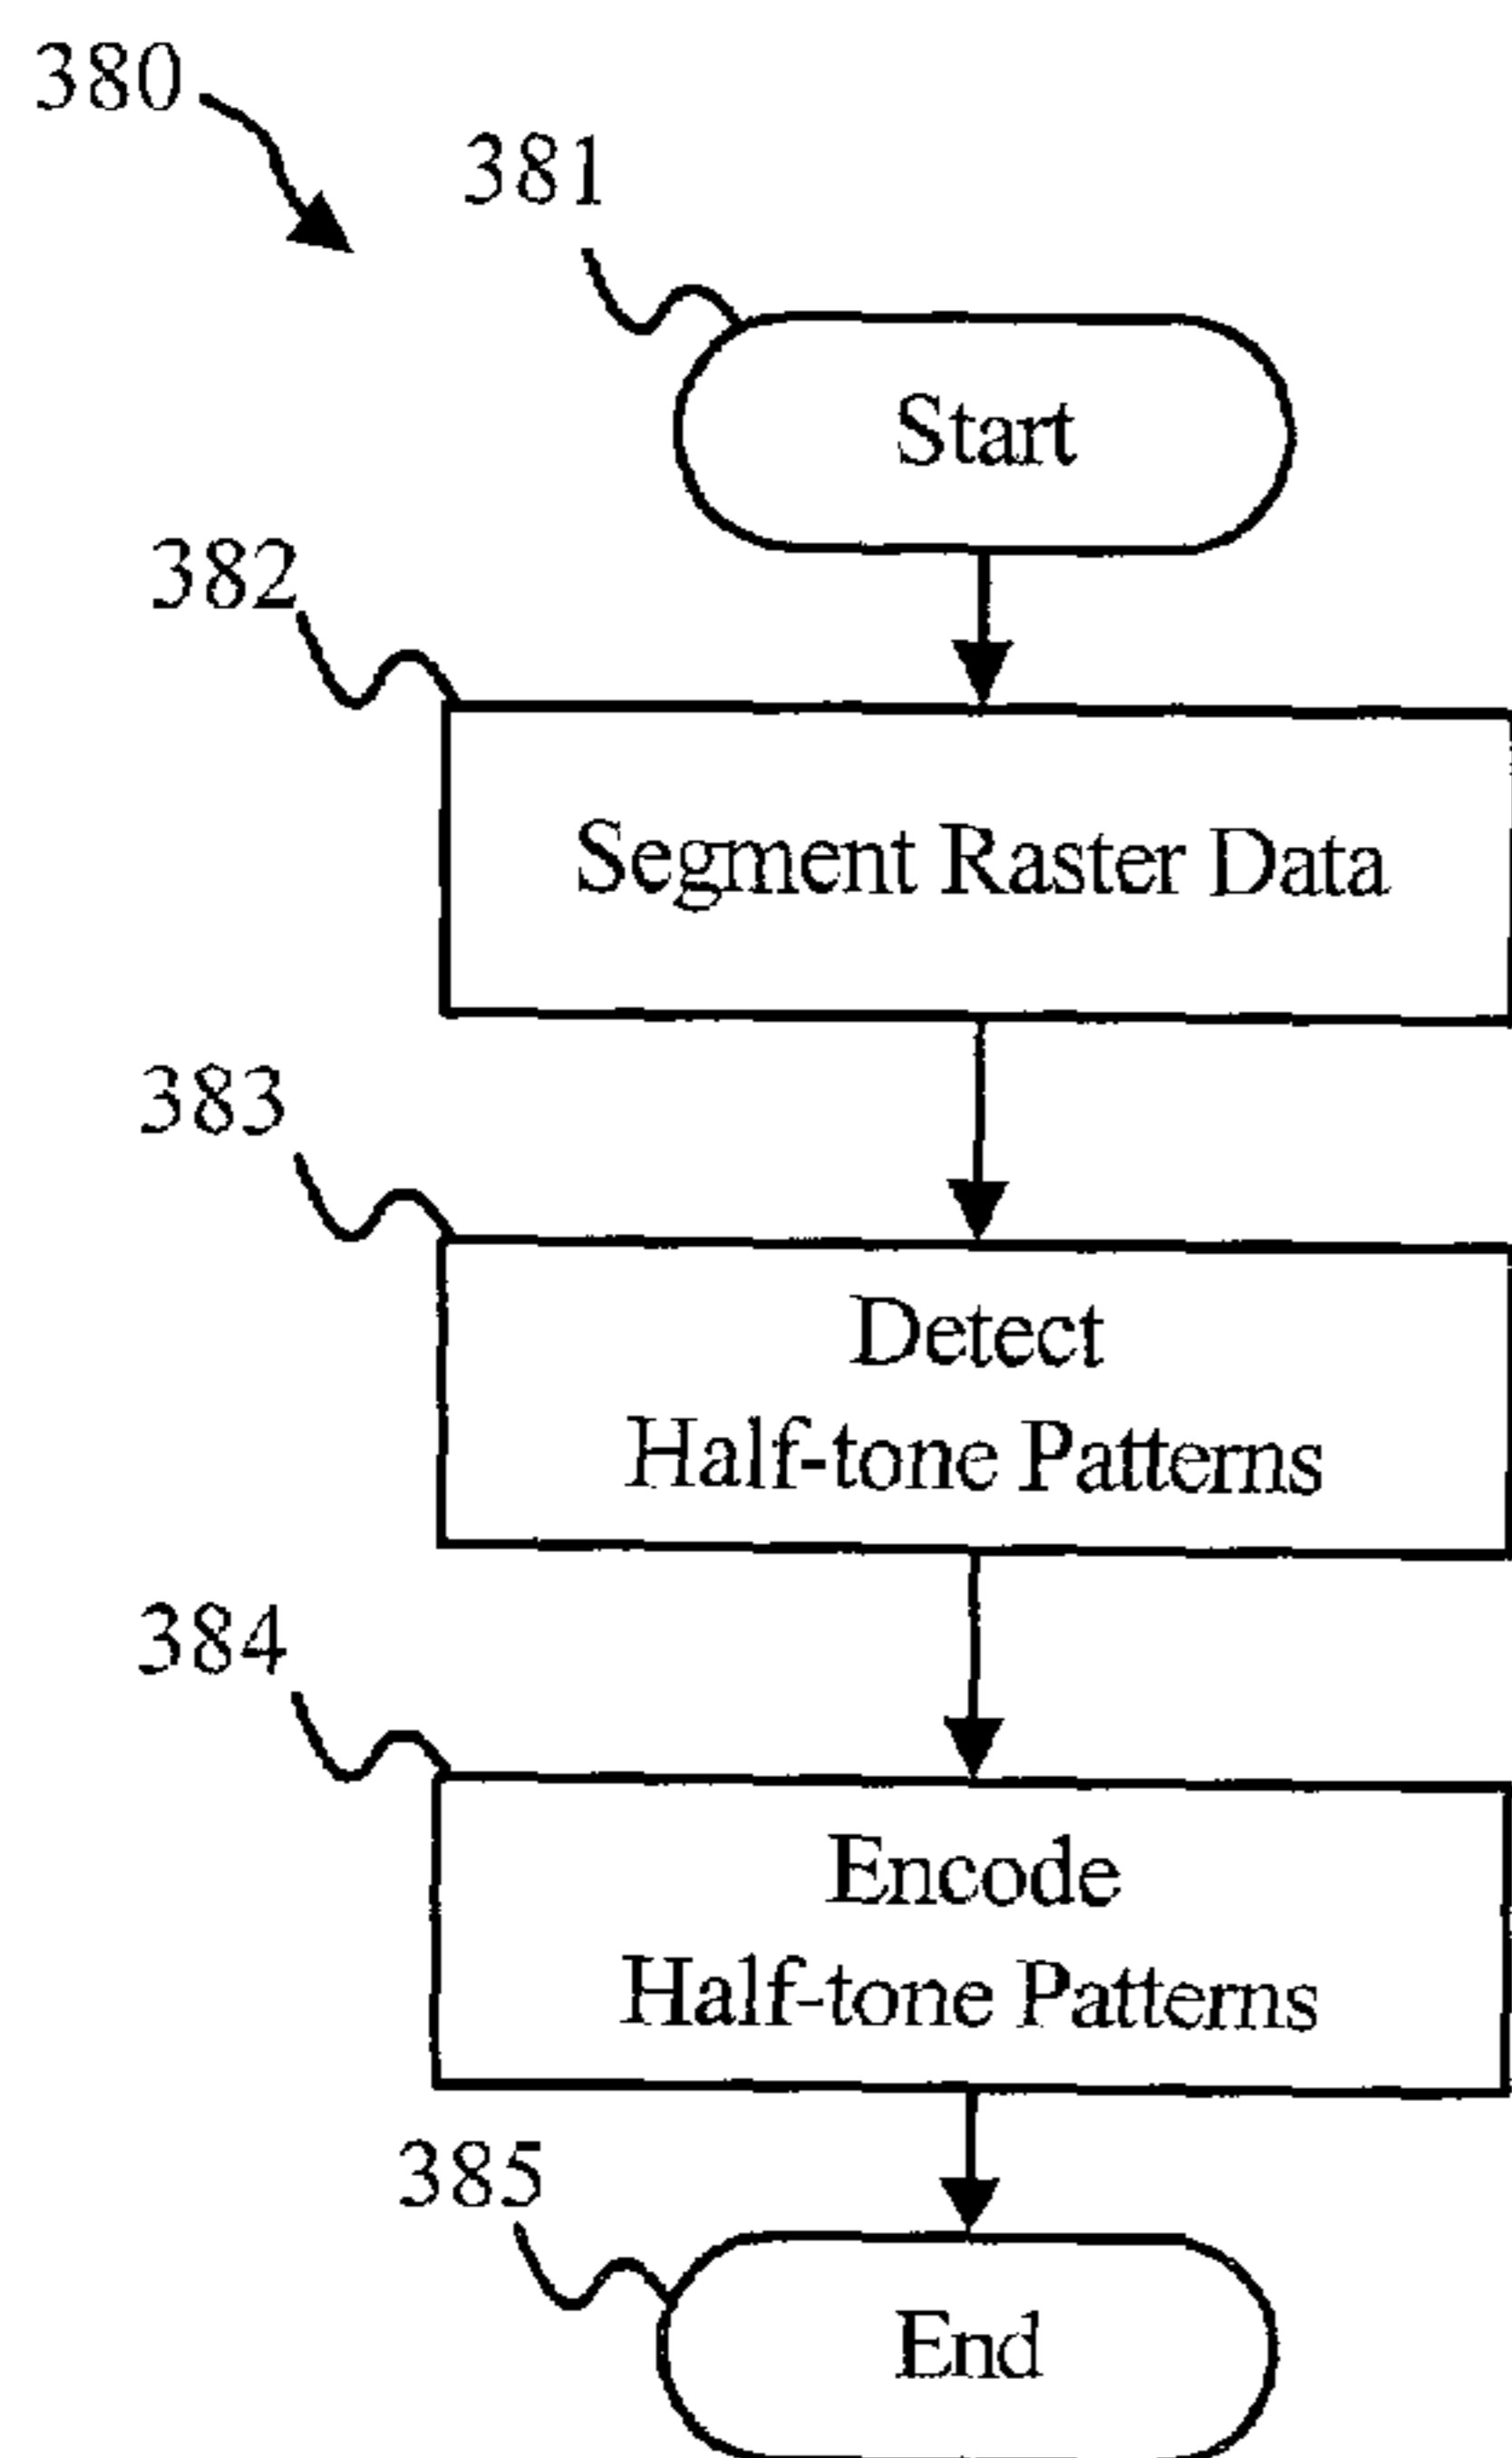 380
381
Start
382
Segment Raster Data
383
Detect
Half-tone Patterns
384
Encode
Half-tone Patterns
385
End